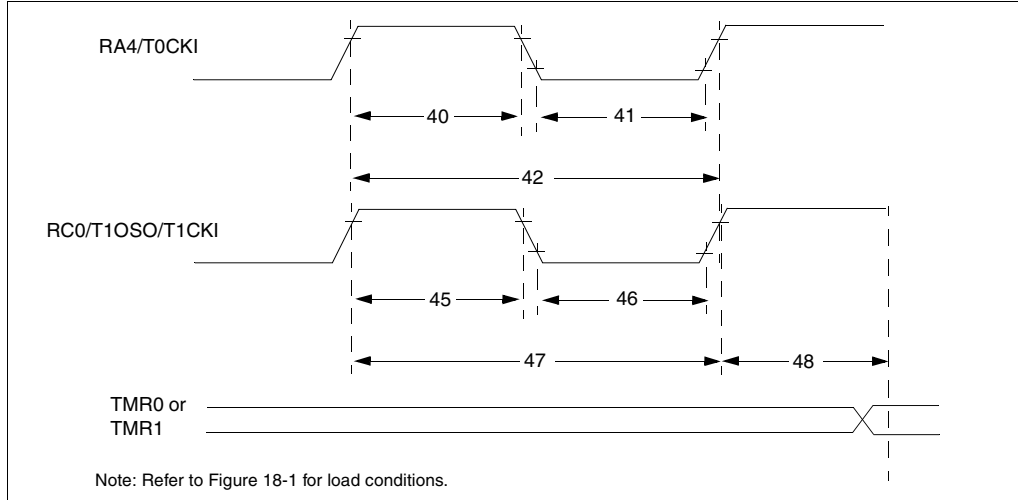 RA4/T0CKI
40
41
42
RC0/T1OSO/T1CKI
45
46
47
48
TMR0 or
TMR1
Note: Refer to Figure 18-1 for load conditions.